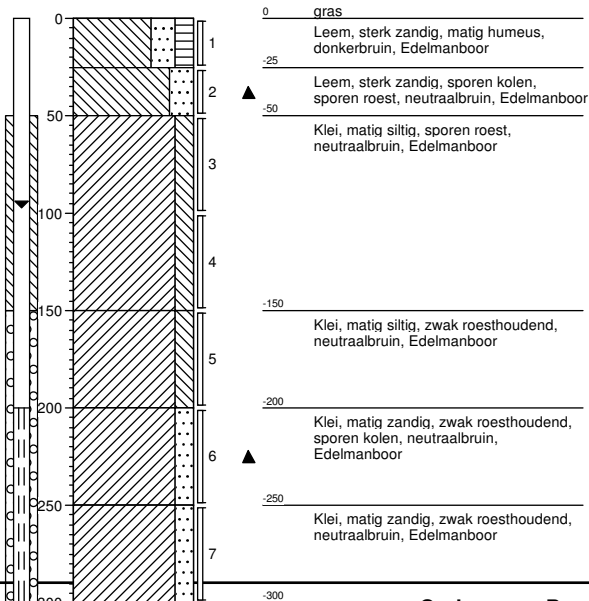 0
50
100
150
200
250
300
1
2
3
4
5
6
7
0 gras
Leem, sterk zandig, matig humeus,
donkerbruin, Edelmanboor
-25
Leem, sterk zandig, sporen kolen,
sporen roest, neutraalbruin, Edelmanboor
-50
Klei, matig siltig, sporen roest,
neutraalbruin, Edelmanboor
-150
Klei, matig siltig, zwak roesthoudend,
neutraalbruin, Edelmanboor
-200
Klei, matig zandig, zwak roesthoudend,
sporen kolen, neutraalbruin,
Edelmanboor
-250
Klei, matig zandig, zwak roesthoudend,
neutraalbruin, Edelmanboor
-300